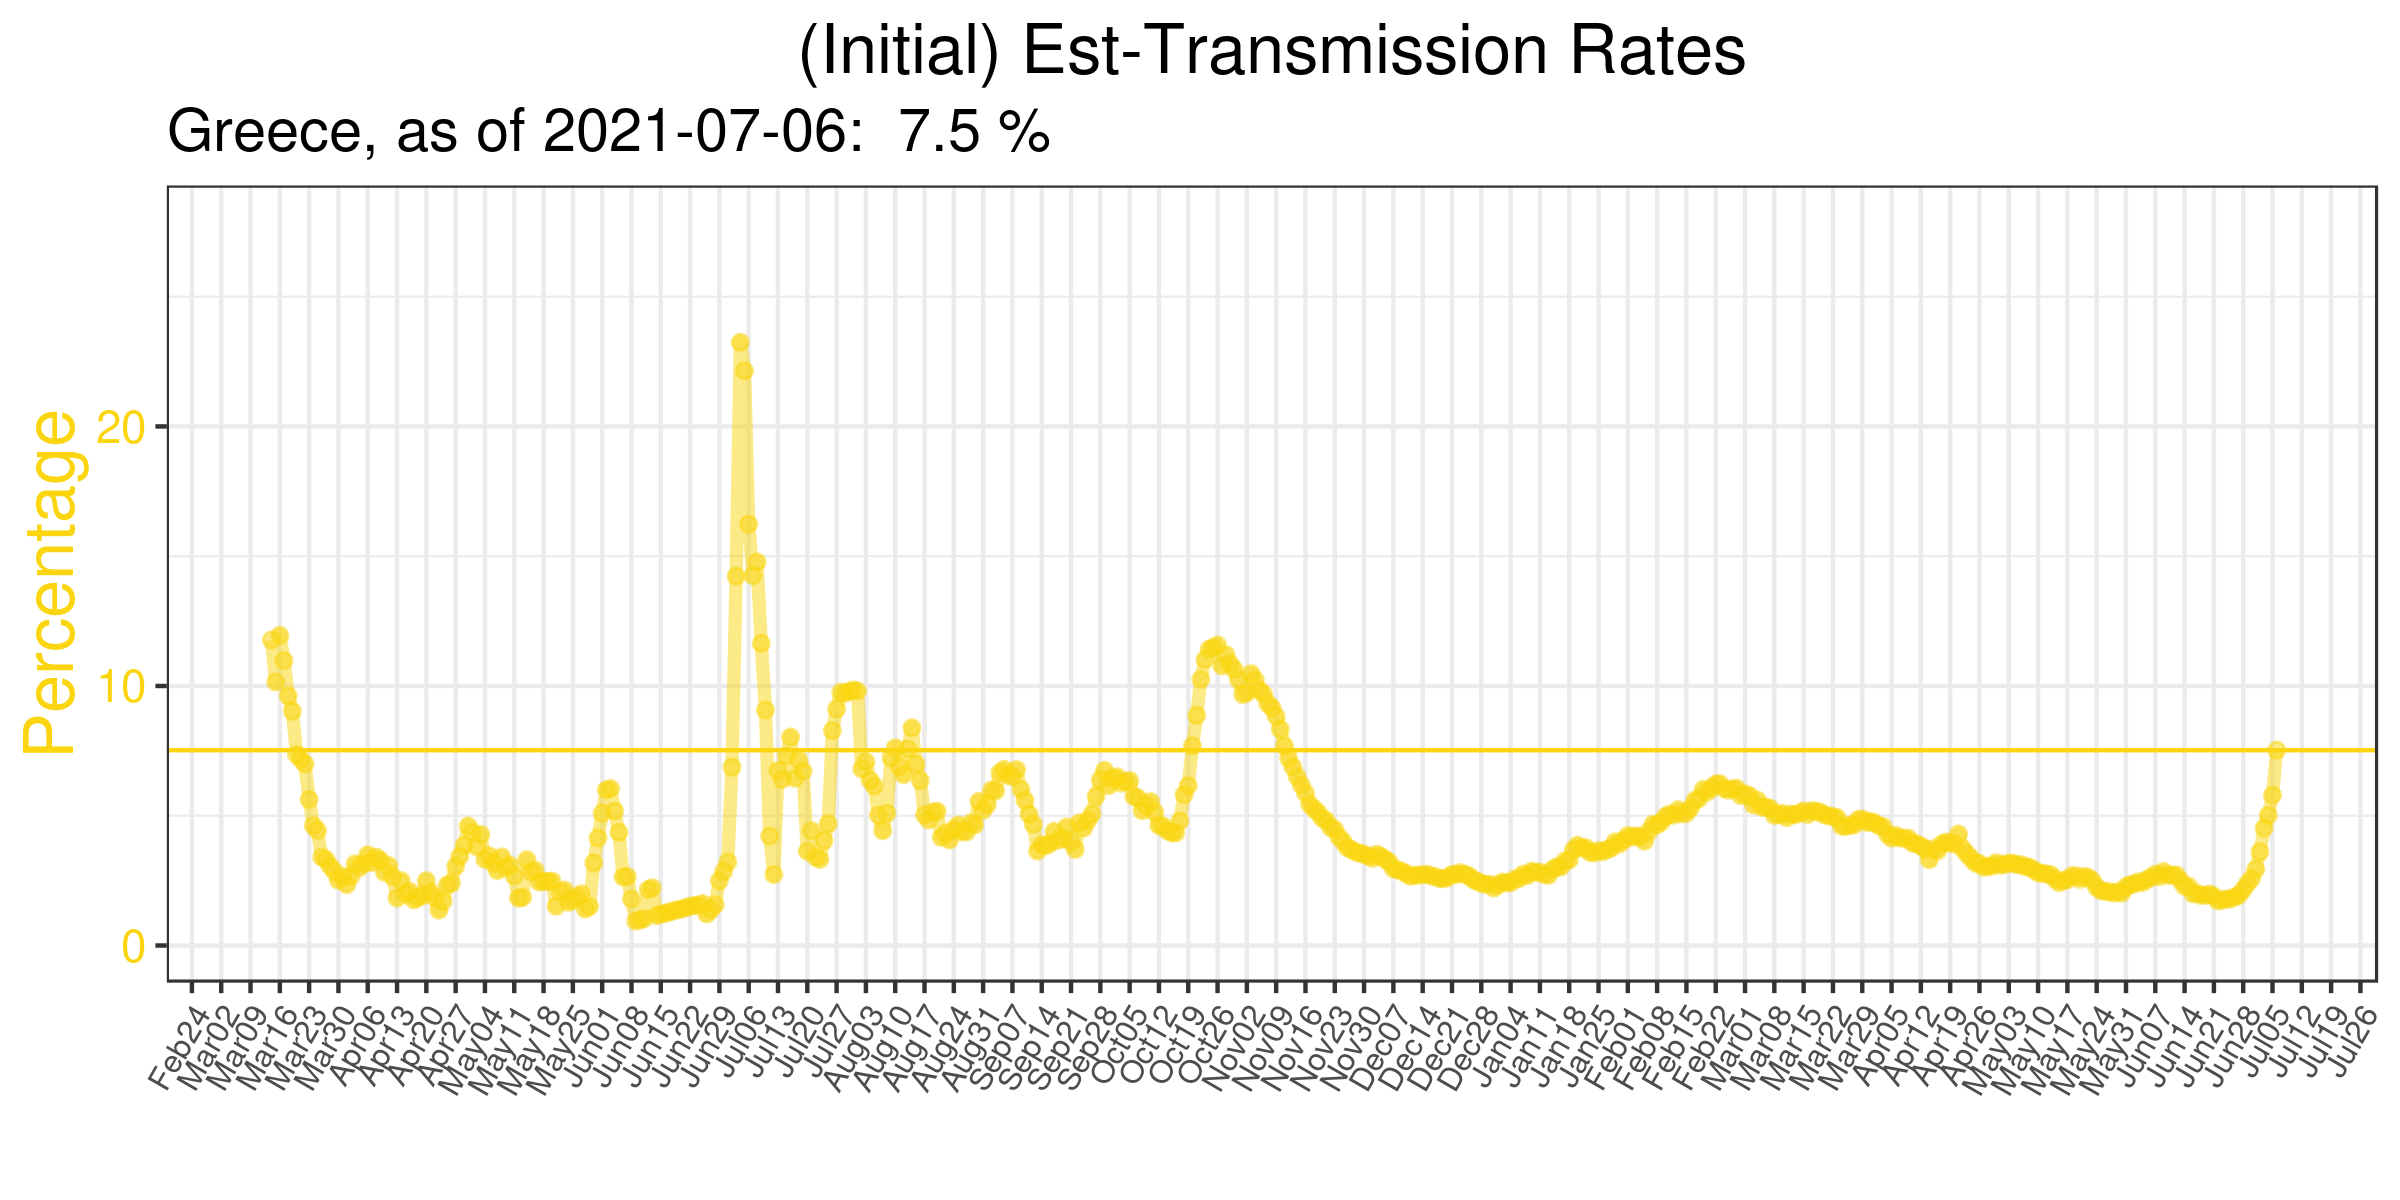 (Initial) Est-Transmission Rates
Greece, as of 2021-07-06:  7.5 %
Percentage
20
10
0
Feb24
Mar02
Mar09
Mar16
Mar23
Mar30
Apr06
Apr13
Apr20
Apr27
May04
May11
May18
May25
Jun01
Jun08
Jun15
Jun22
Jun29
Jul06
Jul13
Jul20
Jul27
Aug03
Aug10
Aug17
Aug24
Aug31
Sep07
Sep14
Sep21
Sep28
Oct05
Oct12
Oct19
Oct26
Nov02
Nov09
Nov16
Nov23
Nov30
Dec07
Dec14
Dec21
Dec28
Jan04
Jan11
Jan18
Jan25
Feb01
Feb08
Feb15
Feb22
Mar01
Mar08
Mar15
Mar22
Mar29
Apr05
Apr12
Apr19
Apr26
May03
May10
May17
May24
May31
Jun07
Jun14
Jun21
Jun28
Jul05
Jul12
Jul19
Jul26